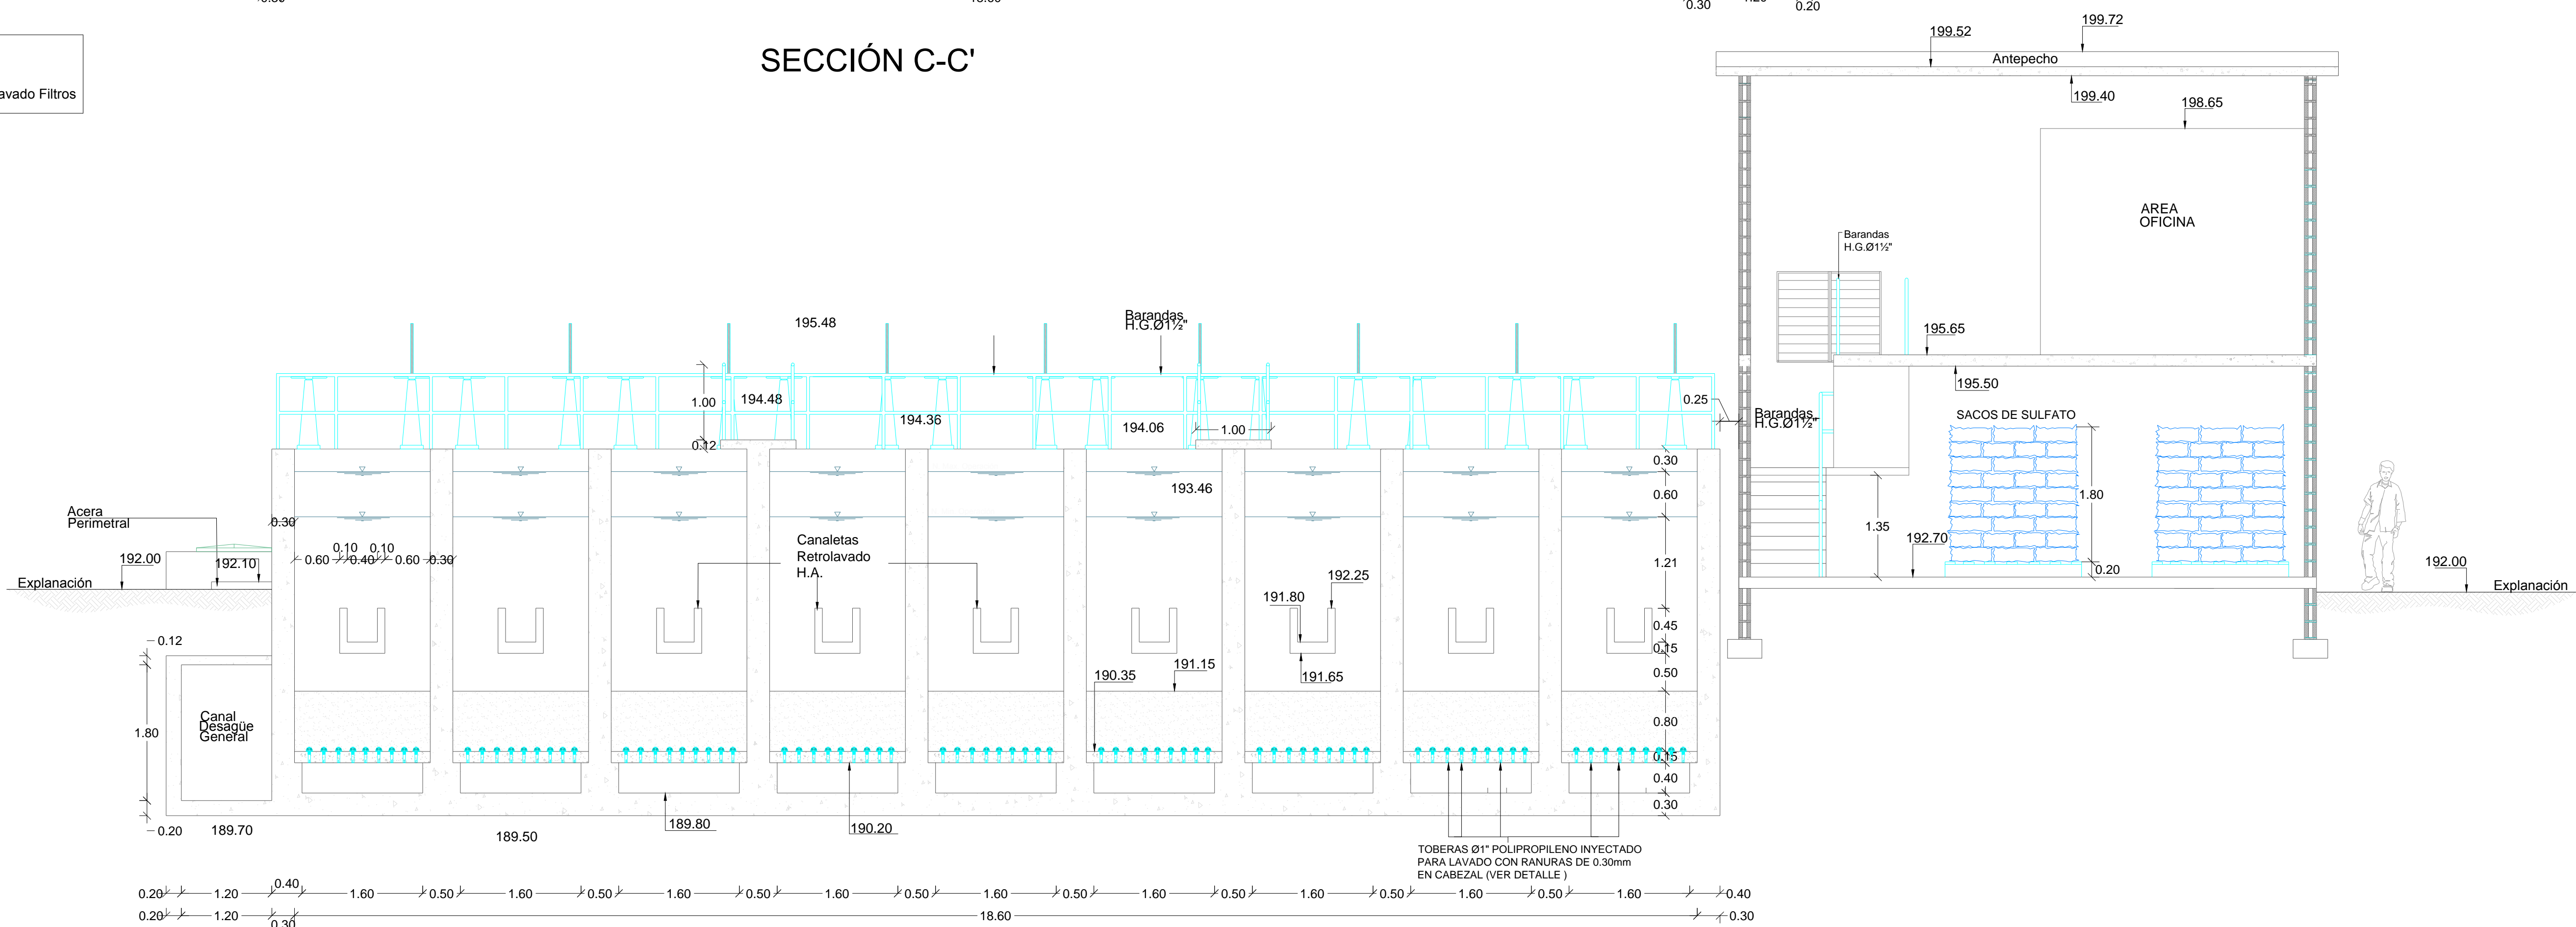 0.30
0.20
avado Filtros
SECCIÓN C-C'
199.72
199.52
Antepecho
199.40
198.65
AREA
OFICINA
Barandas
H.G.Ø1½"
195.65
195.50
SACOS DE SULFATO
1.80
0.20
1.35
192.70
192.00
Explanación
195.48
Barandas
H.G.Ø1½"
1.00
194.48
194.36
194.06
1.00
0.12
0.25
Barandas
H.G.Ø1½"
0.30
0.60
193.46
1.21
Acera
Perimetral
192.00
192.10
Explanación
0.30
0.60
0.10
0.40
0.10
0.60
0.30
Canaletas
Retrolavado
H.A.
191.80
192.25
191.65
0.45
0.15
0.50
0.80
0.15
0.40
0.30
190.35
191.15
0.12
1.80
Canal
Desagüe
General
0.20
189.70
189.50
189.80
190.20
TOBERAS Ø1" POLIPROPILENO INYECTADO
PARA LAVADO CON RANURAS DE 0.30mm
EN CABEZAL (VER DETALLE )
0.20 1.20 0.40 1.60 0.50 1.60 0.50 1.60 0.50 1.60 0.50 1.60 0.50 1.60 0.50 1.60 0.50 1.60 0.50 1.60 0.40
0.20 1.20 0.30 18.60 0.30